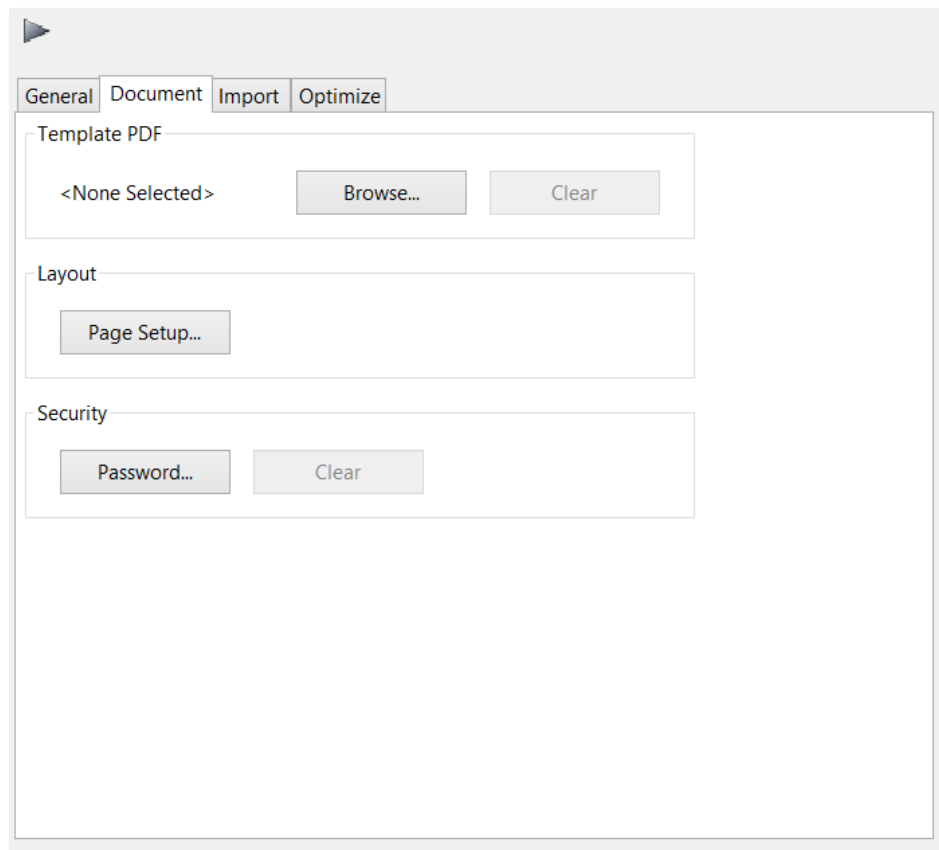 General Document Import Optimize
Template PDF
<None Selected> Browse... Clear
Layout
Page Setup...
Security
Password... Clear